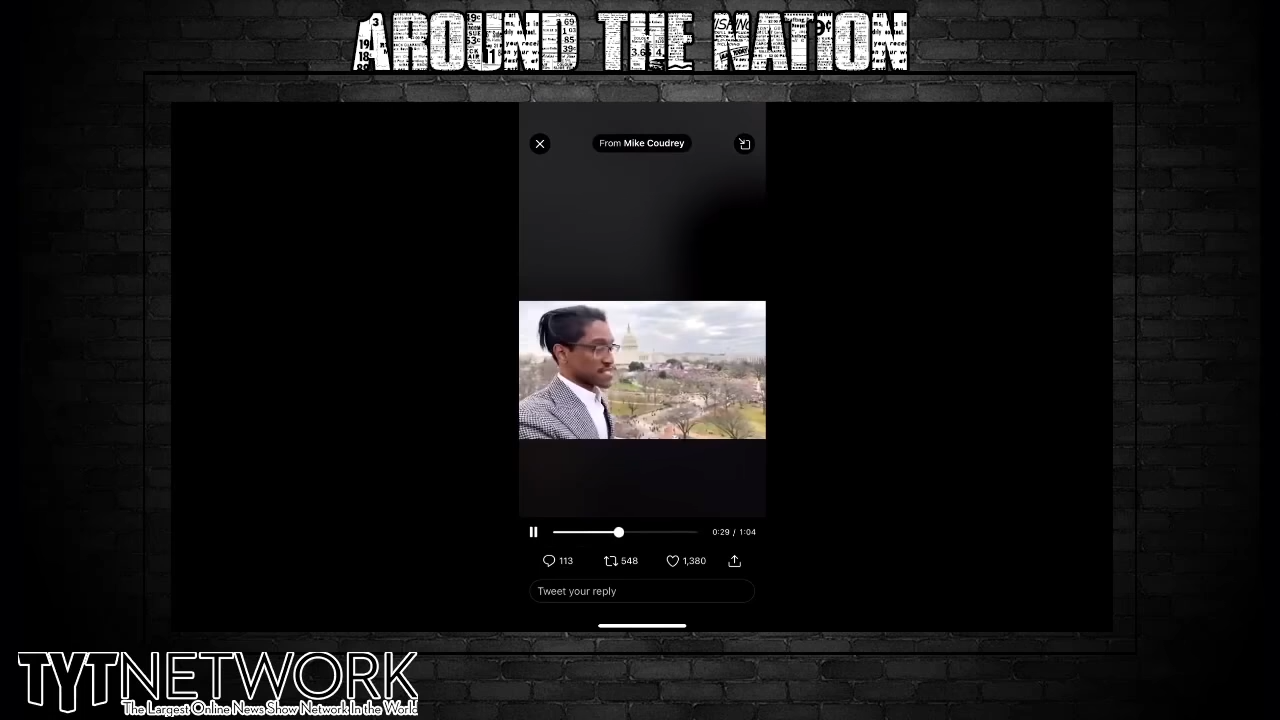 AROUND THE NATION
From Mike Coudrey
0:29 / 1:04
113
548
1,380
Tweet your reply
TYTNETWORK
The Largest Online News Show Network In the World